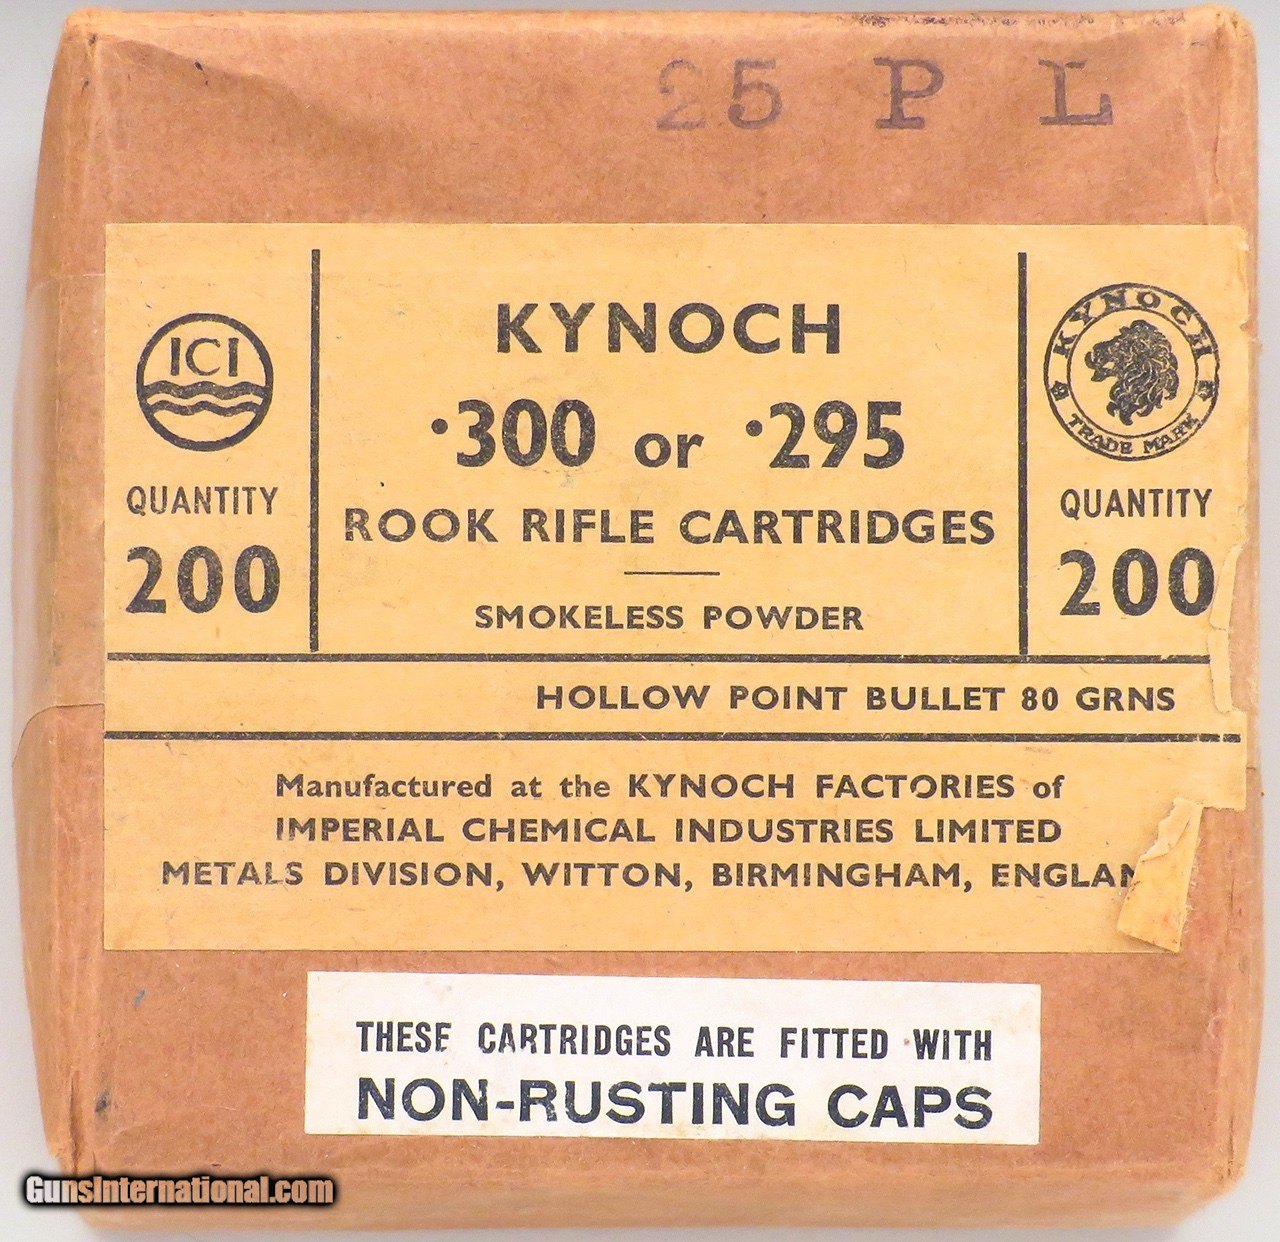 25 P L
ICI
KYNOCH
TRADE MARK
KYNOCH
·300 or ·295
ROOK RIFLE CARTRIDGES
SMOKELESS POWDER
QUANTITY
200
QUANTITY
200
HOLLOW POINT BULLET 80 GRNS
Manufactured at the KYNOCH FACTORIES of
IMPERIAL CHEMICAL INDUSTRIES LIMITED
METALS DIVISION, WITTON, BIRMINGHAM, ENGLAN
THESE CARTRIDGES ARE FITTED WITH
NON-RUSTING CAPS
GunsInternational.com